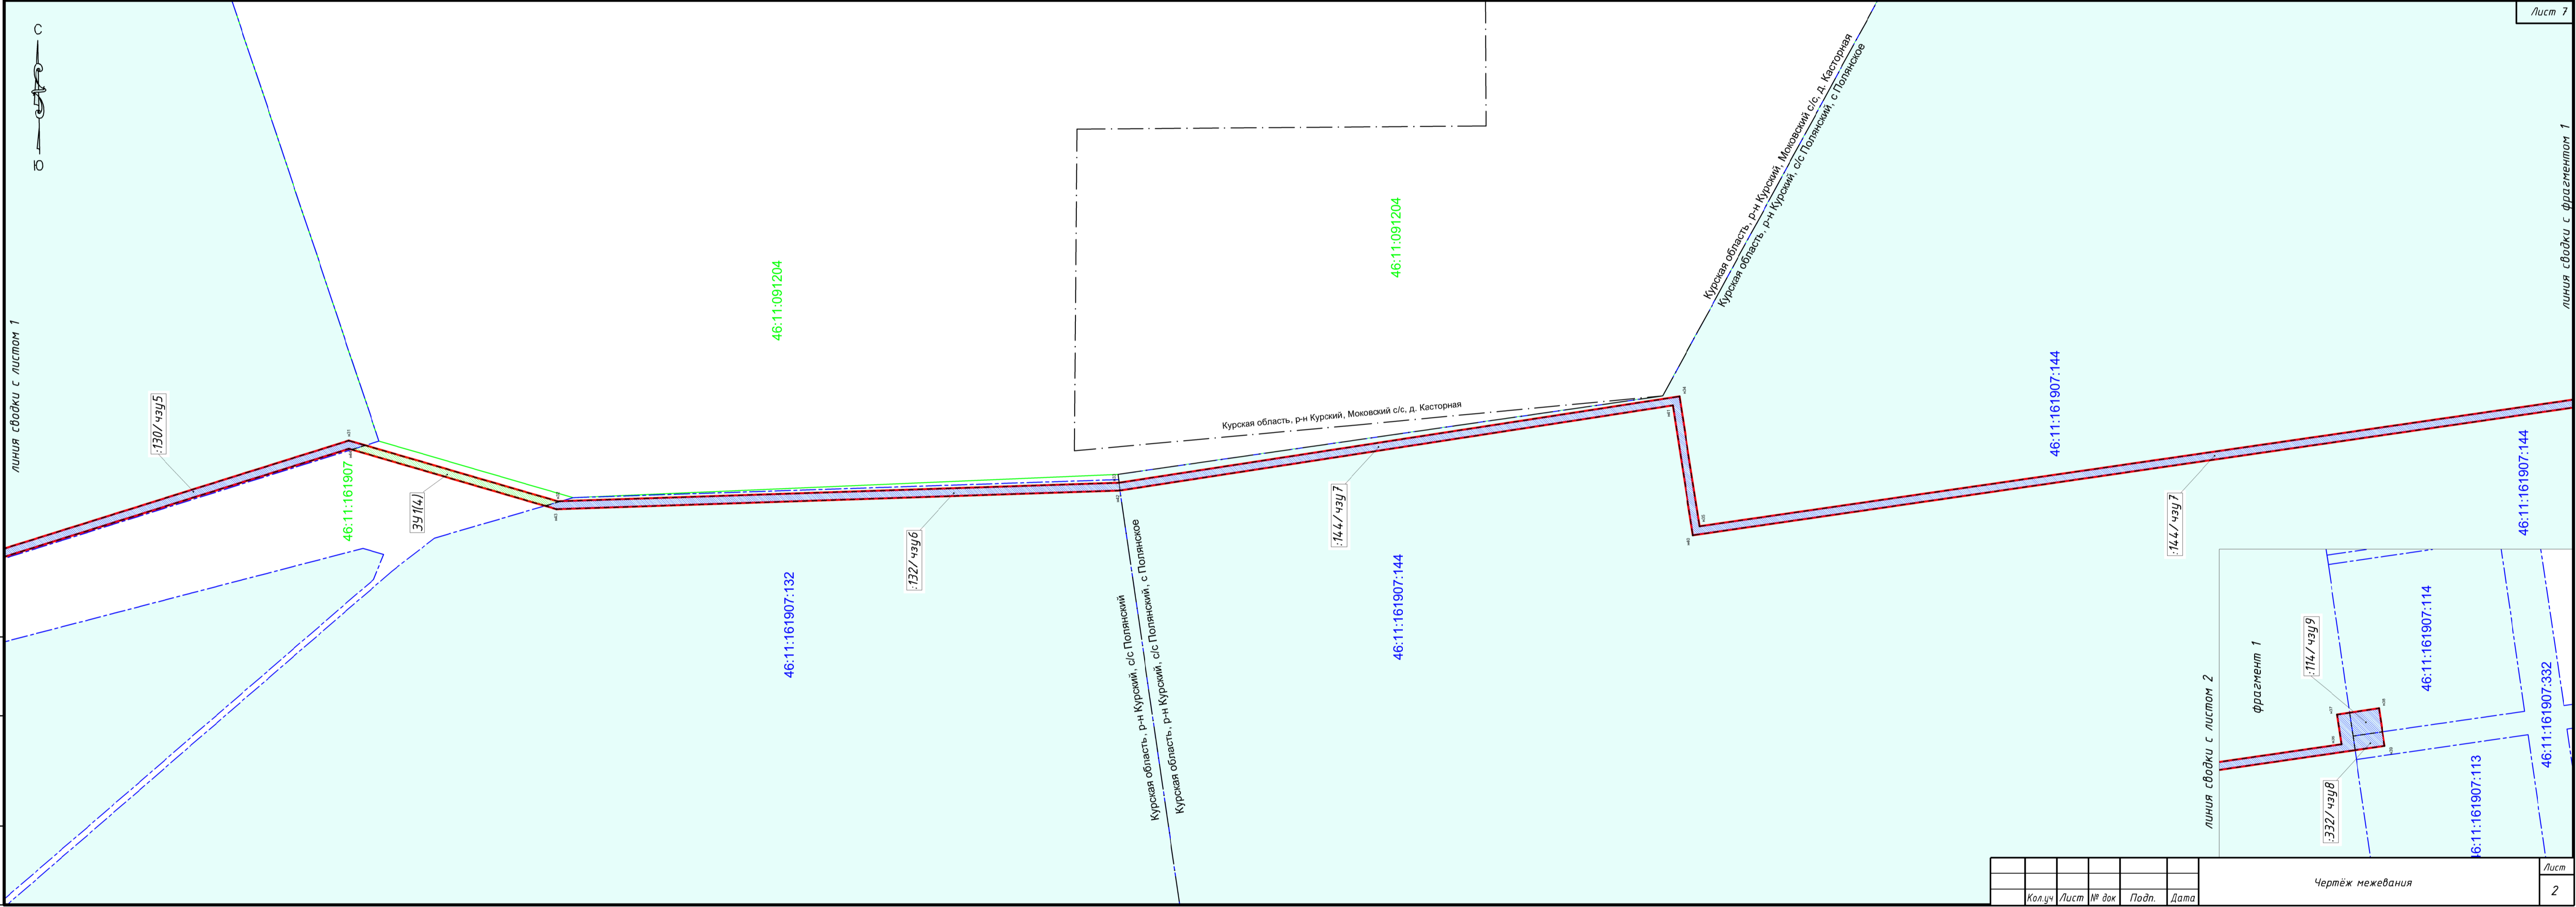 Лист 7
С
Ю
линия сводки с листом 1
:130/чзу5
46:11:161907
:ЗУ1(4)
46:11:091204
:132/чзу6
46:11:161907:132
Курская область, р-н Курский, с/с Полянский
Курская область, р-н Курский, с/с Полянский, с Полянское
46:11:091204
Курская область, р-н Курский, Моковский с/с, д. Касторная
:144/чзу7
46:11:161907:144
Курская область, р-н Курский, Моковский с/с, д. Касторная
Курская область, р-н Курский, с/с Полянский, с Полянское
46:11:161907:144
:144/чзу7
46:11:161907:144
линия сводки с фрагментом 1
линия сводки с листом 2
фрагмент 1
:114/чзу9
:332/чзу8
46:11:161907:114
46:11:161907:113
46:11:161907:332
Кол.уч Лист № док Подп. Дата
Чертёж межевания
Лист
2